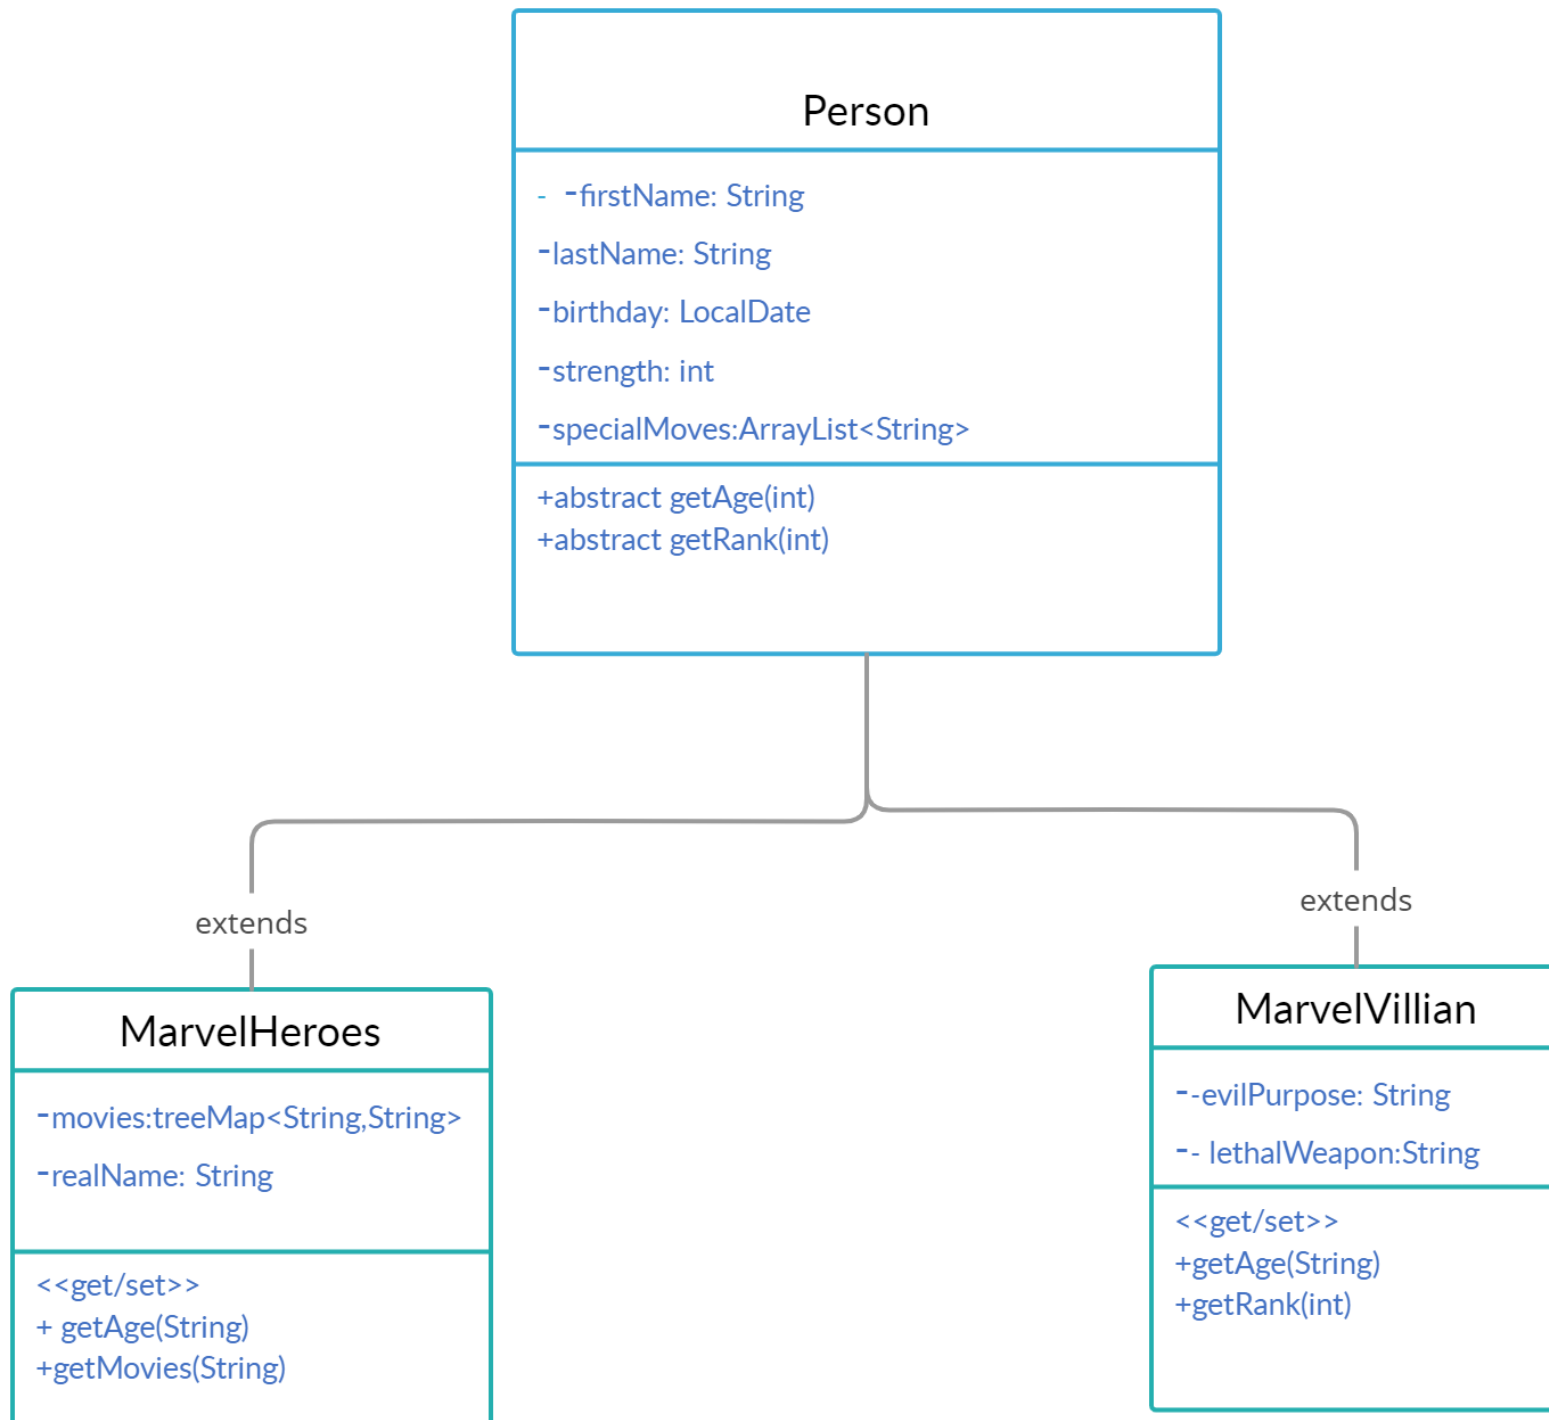 Person
- -firstName: String
-lastName: String
-birthday: LocalDate
-strength: int
-specialMoves:ArrayList<String>
+abstract getAge(int)
+abstract getRank(int)
extends
extends
MarvelHeroes
-movies:treeMap<String,String>
-realName: String
<<get/set>>
+ getAge(String)
+getMovies(String)
MarvelVillian
--evilPurpose: String
-- lethalWeapon:String
<<get/set>>
+getAge(String)
+getRank(int)